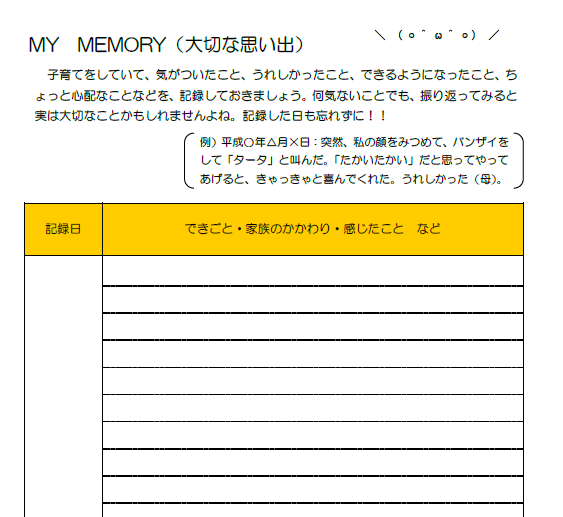 MY　MEMORY（大切な思い出）
＼（o＾ω＾o）／
子育てをしていて、気がついたこと、うれしかったこと、できるようになったこと、ち
ょっと心配なことなどを、記録しておきましょう。何気ないことでも、振り返ってみると
実は大切なことかもしれませんよね。記録した日も忘れずに！！
例）平成〇年△月×日：突然、私の顔をみつめて、バンザイを
して「タータ」と叫んだ。「たかいたかい」だと思ってやって
あげると、きゃっきゃと喜んでくれた。うれしかった（母）。
記録日
できごと・家族のかかわり・感じたこと　など